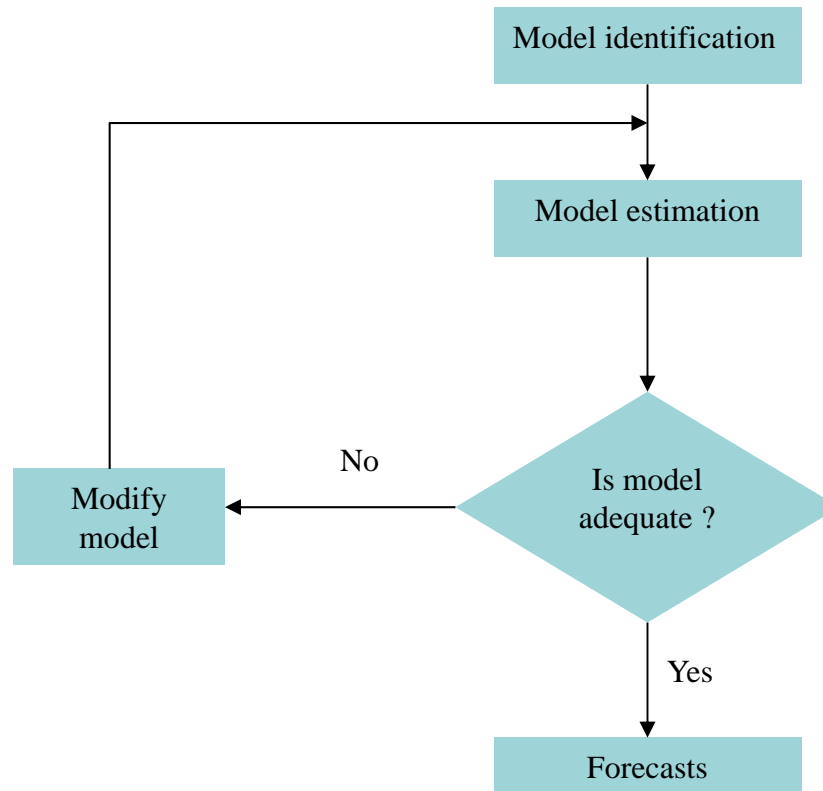 Model identification
Model estimation
No
Is model
adequate ?
Modify
model
Yes
Forecasts